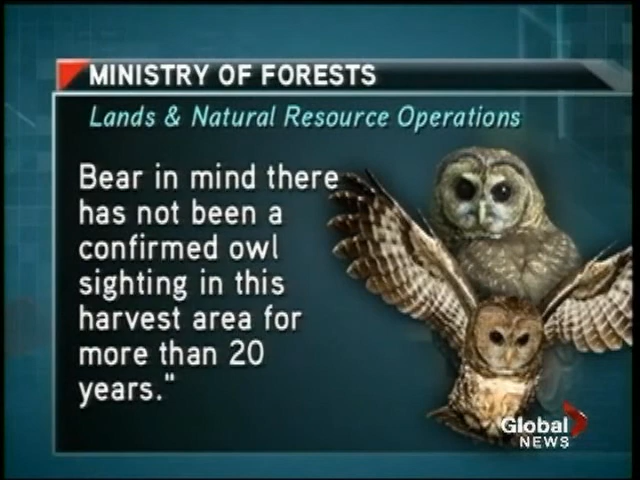 MINISTRY OF FORESTS
Lands & Natural Resource Operations
Bear in mind there
has not been a
confirmed owl
sighting in this
harvest area for
more than 20
years."
Global
NEWS